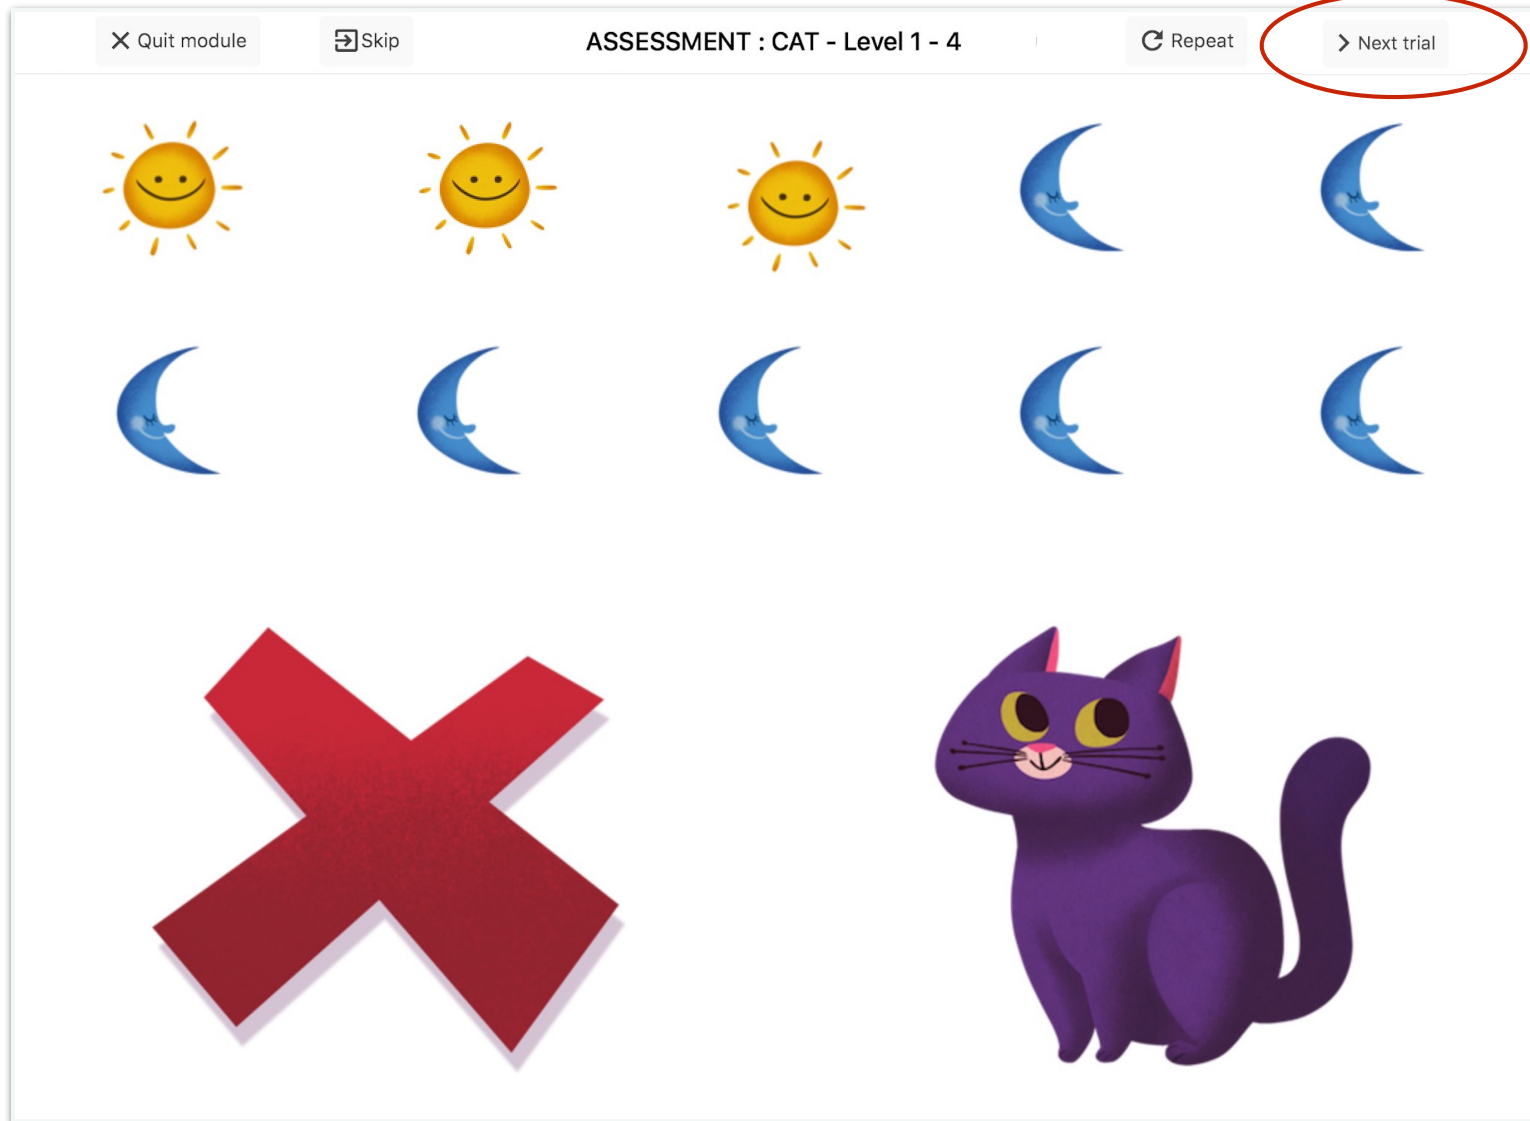 Quit module
Skip
ASSESSMENT : CAT - Level 1 - 4
Repeat
Next trial